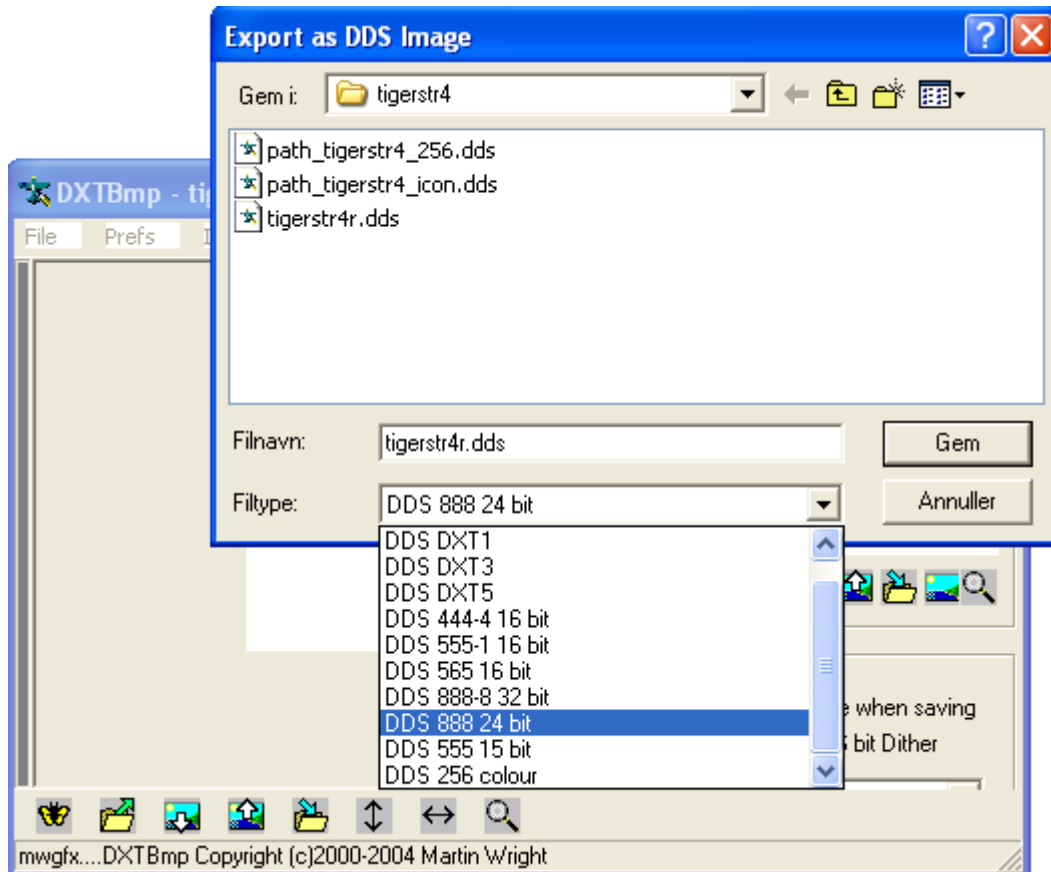 Export as DDS Image
Gem i: tigerstr4
path_tigerstr4_256.dds
path_tigerstr4_icon.dds
tigerstr4r.dds
DXTBmp - tig
File Prefs I
Filnavn: tigerstr4r.dds Gem
Filtype: DDS 888 24 bit Annuller
DDS DXT1
DDS DXT3
DDS DXT5
DDS 444-4 16 bit
DDS 555-1 16 bit
DDS 565 16 bit
DDS 888-8 32 bit
DDS 888 24 bit
DDS 555 15 bit
DDS 256 colour
when saving
bit Dither
mwgfx....DXTBmp Copyright (c)2000-2004 Martin Wright